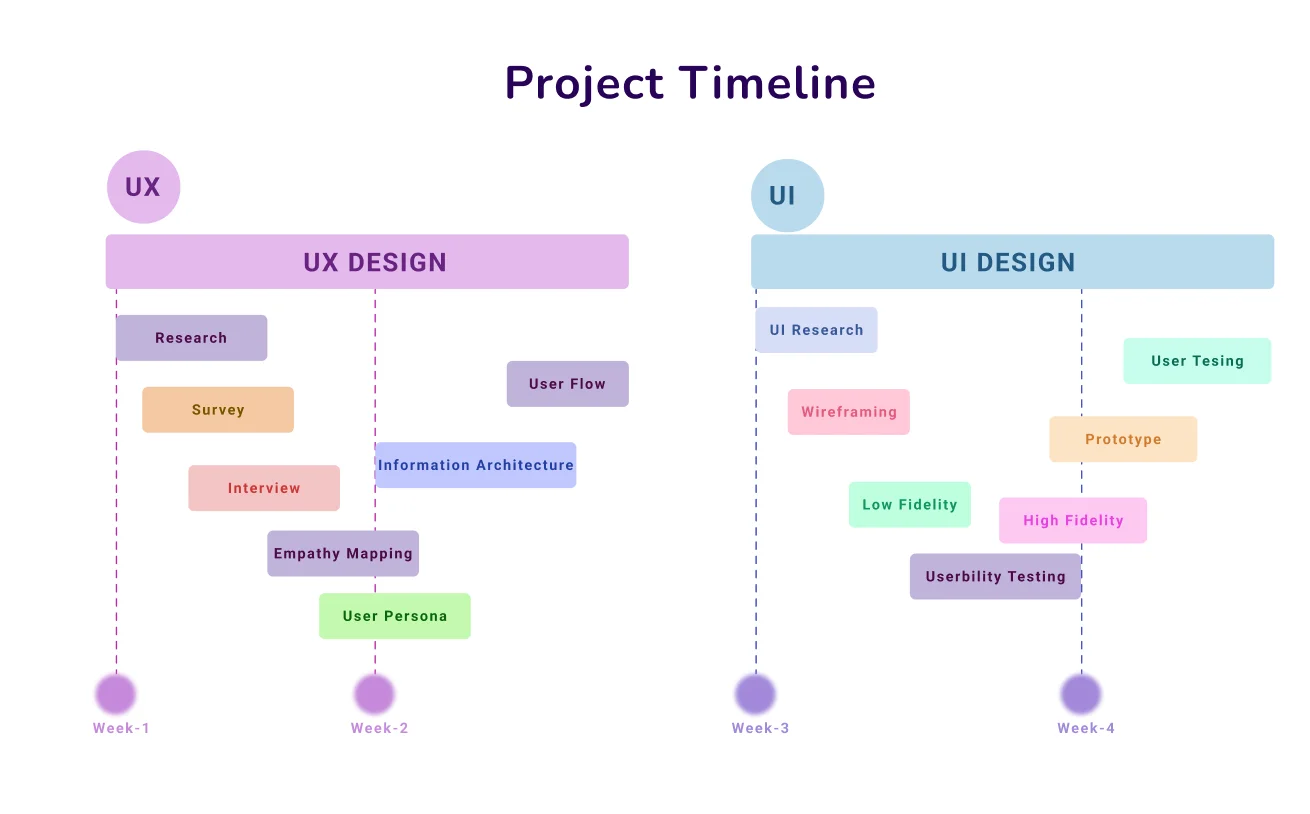 Project Timeline
UX
UX DESIGN
Research
Survey
User Flow
Information Architecture
Interview
Empathy Mapping
User Persona
Week-1
Week-2
UI
UI DESIGN
UI Research
User Tesing
Wireframing
Prototype
Low Fidelity
High Fidelity
Userbility Testing
Week-3
Week-4